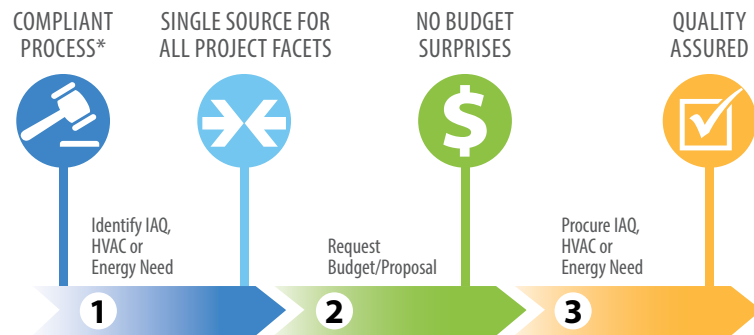 COMPLIANT
PROCESS*
SINGLE SOURCE FOR
ALL PROJECT FACETS
NO BUDGET
SURPRISES
QUALITY
ASSURED
$
Identify IAQ,
HVAC or
Energy Need
Request
Budget/Proposal
Procure IAQ,
HVAC or
Energy Need
1
2
3